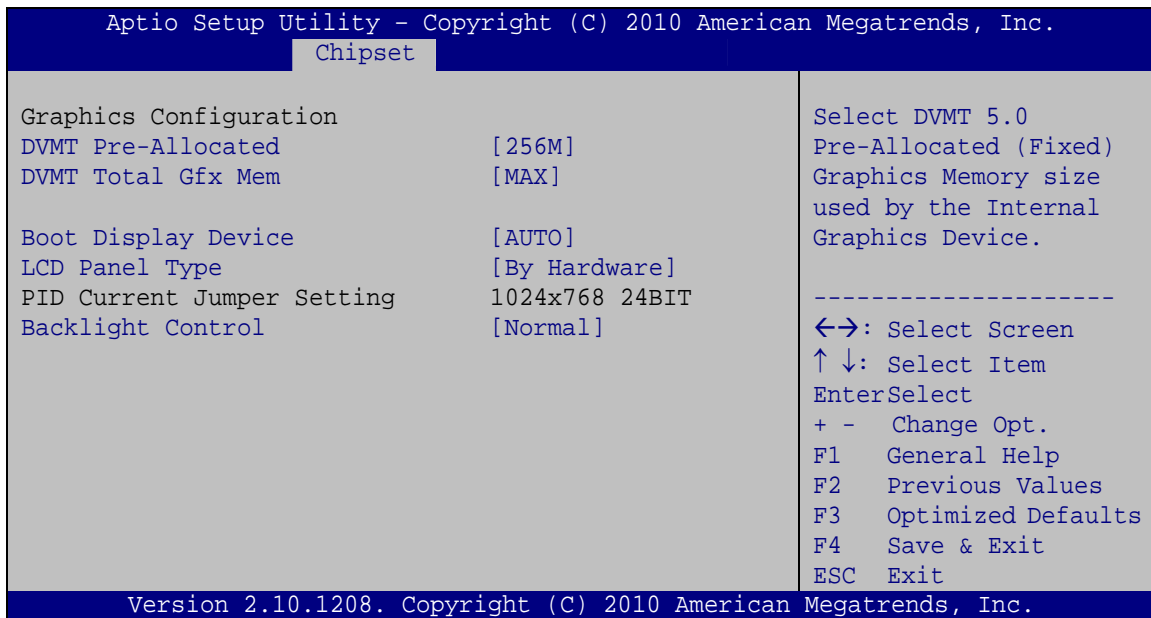 Aptio Setup Utility – Copyright (C) 2010 American Megatrends, Inc.
Chipset
Graphics Configuration
DVMT Pre-Allocated [256M]
DVMT Total Gfx Mem [MAX]
Boot Display Device [AUTO]
LCD Panel Type [By Hardware]
PID Current Jumper Setting 1024x768 24BIT
Backlight Control [Normal]
Select DVMT 5.0
Pre-Allocated (Fixed)
Graphics Memory size
used by the Internal
Graphics Device.
---------------------
←→: Select Screen
↑ ↓: Select Item
EnterSelect
+ - Change Opt.
F1 General Help
F2 Previous Values
F3 Optimized Defaults
F4 Save & Exit
ESC Exit
Version 2.10.1208. Copyright (C) 2010 American Megatrends, Inc.